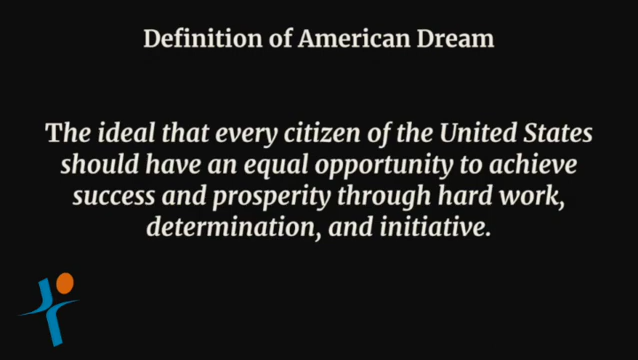 Definition of American Dream
The ideal that every citizen of the United States
should have an equal opportunity to achieve
success and prosperity through hard work,
determination, and initiative.